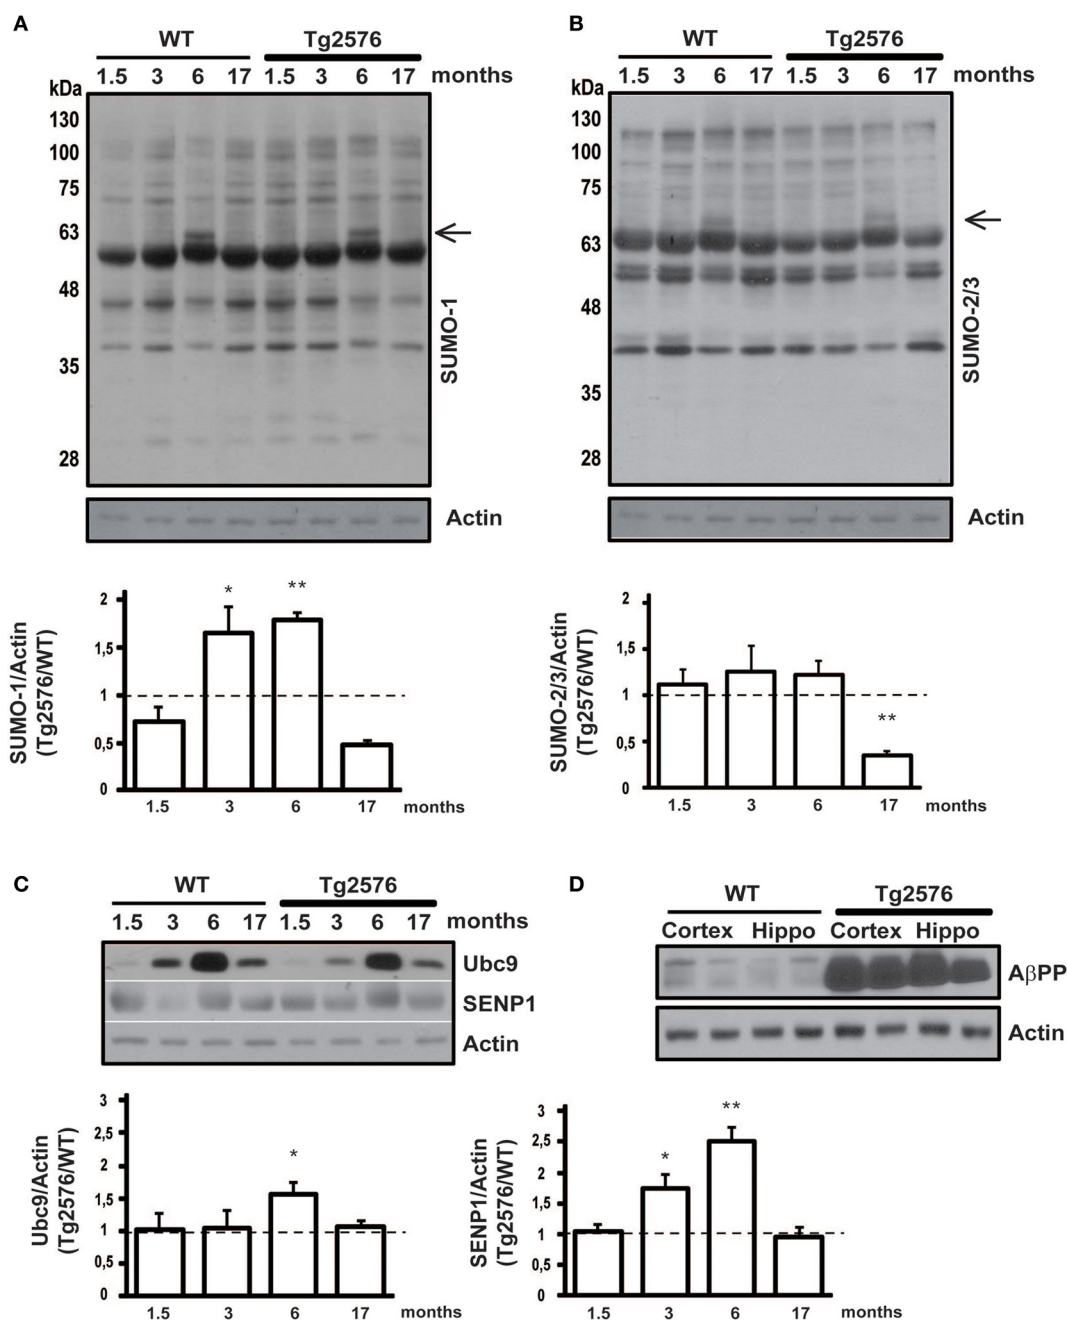 A
WT Tg2576
1.5 3 6 17 1.5 3 6 17 months
kDa
130
100
75
63
48
35
28
SUMO-1
Actin
SUMO-1/Actin
(Tg2576/WT)
2
1,5
1
0,5
0
* **
1.5 3 6 17 months
B
WT Tg2576
1.5 3 6 17 1.5 3 6 17 months
kDa
130
100
75
63
48
35
28
SUMO-2/3
Actin
SUMO-2/3/Actin
(Tg2576/WT)
2
1,5
1
0,5
0
**
1.5 3 6 17 months
C
WT Tg2576
1.5 3 6 17 1.5 3 6 17 months
Ubc9
SENP1
Actin
Ubc9/Actin
(Tg2576/WT)
3
2,5
2
1,5
1
0,5
0
*
1.5 3 6 17 months
D
WT Tg2576
Cortex Hippo Cortex Hippo
AβPP
Actin
SENP1/Actin
(Tg2576/WT)
3
2,5
2
1,5
1
0,5
0
* **
1.5 3 6 17 months